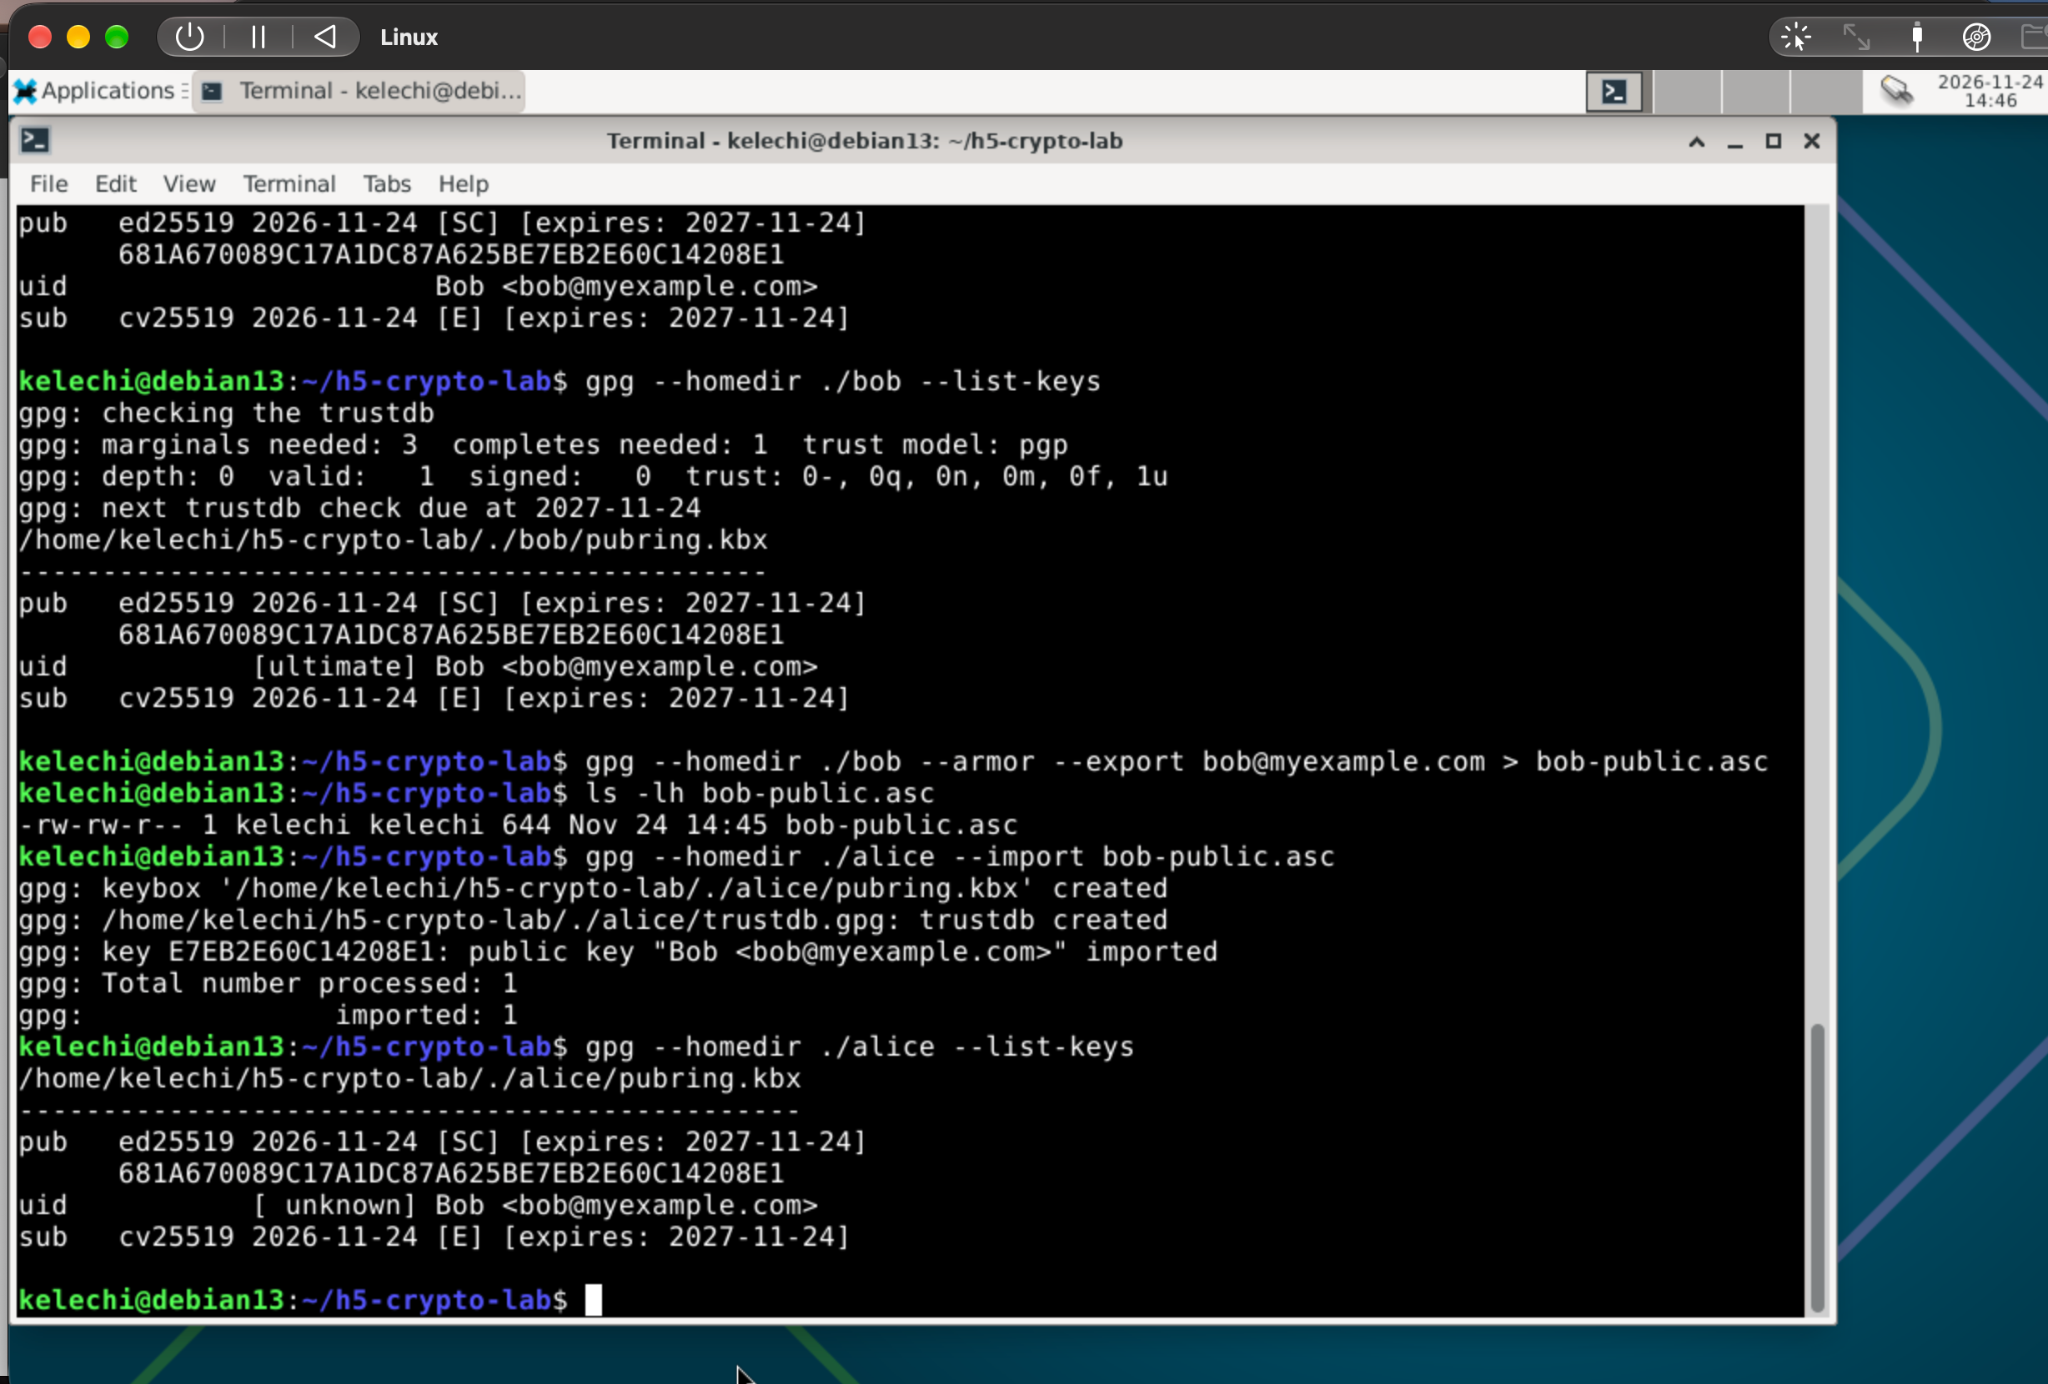 Linux
Applications
Terminal - kelechi@debi...
2026-11-24
14:46
Terminal - kelechi@debian13: ~/h5-crypto-lab
File Edit View Terminal Tabs Help
pub   ed25519 2026-11-24 [SC] [expires: 2027-11-24]
      681A670089C17A1DC87A625BE7EB2E60C14208E1
uid                      Bob <bob@myexample.com>
sub   cv25519 2026-11-24 [E] [expires: 2027-11-24]
kelechi@debian13:~/h5-crypto-lab$ gpg --homedir ./bob --list-keys
gpg: checking the trustdb
gpg: marginals needed: 3  completes needed: 1  trust model: pgp
gpg: depth: 0  valid:   1  signed:   0  trust: 0-, 0q, 0n, 0m, 0f, 1u
gpg: next trustdb check due at 2027-11-24
/home/kelechi/h5-crypto-lab/./bob/pubring.kbx
---------------------------------------------
pub   ed25519 2026-11-24 [SC] [expires: 2027-11-24]
      681A670089C17A1DC87A625BE7EB2E60C14208E1
uid           [ultimate] Bob <bob@myexample.com>
sub   cv25519 2026-11-24 [E] [expires: 2027-11-24]
kelechi@debian13:~/h5-crypto-lab$ gpg --homedir ./bob --armor --export bob@myexample.com > bob-public.asc
kelechi@debian13:~/h5-crypto-lab$ ls -lh bob-public.asc
-rw-rw-r-- 1 kelechi kelechi 644 Nov 24 14:45 bob-public.asc
kelechi@debian13:~/h5-crypto-lab$ gpg --homedir ./alice --import bob-public.asc
gpg: keybox '/home/kelechi/h5-crypto-lab/./alice/pubring.kbx' created
gpg: /home/kelechi/h5-crypto-lab/./alice/trustdb.gpg: trustdb created
gpg: key E7EB2E60C14208E1: public key "Bob <bob@myexample.com>" imported
gpg: Total number processed: 1
gpg:               imported: 1
kelechi@debian13:~/h5-crypto-lab$ gpg --homedir ./alice --list-keys
/home/kelechi/h5-crypto-lab/./alice/pubring.kbx
-----------------------------------------------
pub   ed25519 2026-11-24 [SC] [expires: 2027-11-24]
      681A670089C17A1DC87A625BE7EB2E60C14208E1
uid           [ unknown] Bob <bob@myexample.com>
sub   cv25519 2026-11-24 [E] [expires: 2027-11-24]
kelechi@debian13:~/h5-crypto-lab$